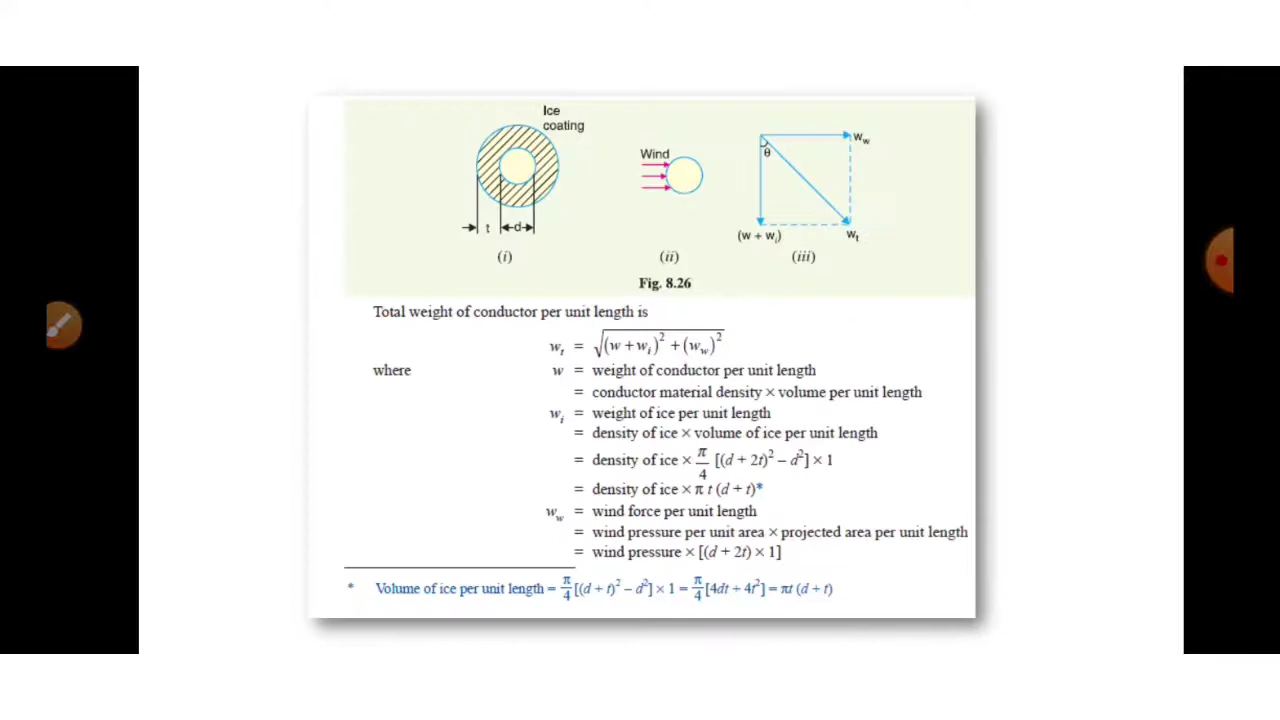 Ice
coating
Wind
w_w
θ
t
d
(w + w_i)
w_t
(i)
(ii)
(iii)
Fig. 8.26
Total weight of conductor per unit length is
w_t = √((w + w_i)² + (w_w)²)
where w = weight of conductor per unit length
= conductor material density × volume per unit length
w_i = weight of ice per unit length
= density of ice × volume of ice per unit length
= density of ice × π/4 [(d + 2t)² – d²] × 1
= density of ice × π t (d + t)*
w_w = wind force per unit length
= wind pressure per unit area × projected area per unit length
= wind pressure × [(d + 2t) × 1]
* Volume of ice per unit length = π/4 [(d + t)² – d²] × 1 = π/4 [4dt + 4t²] = πt (d + t)